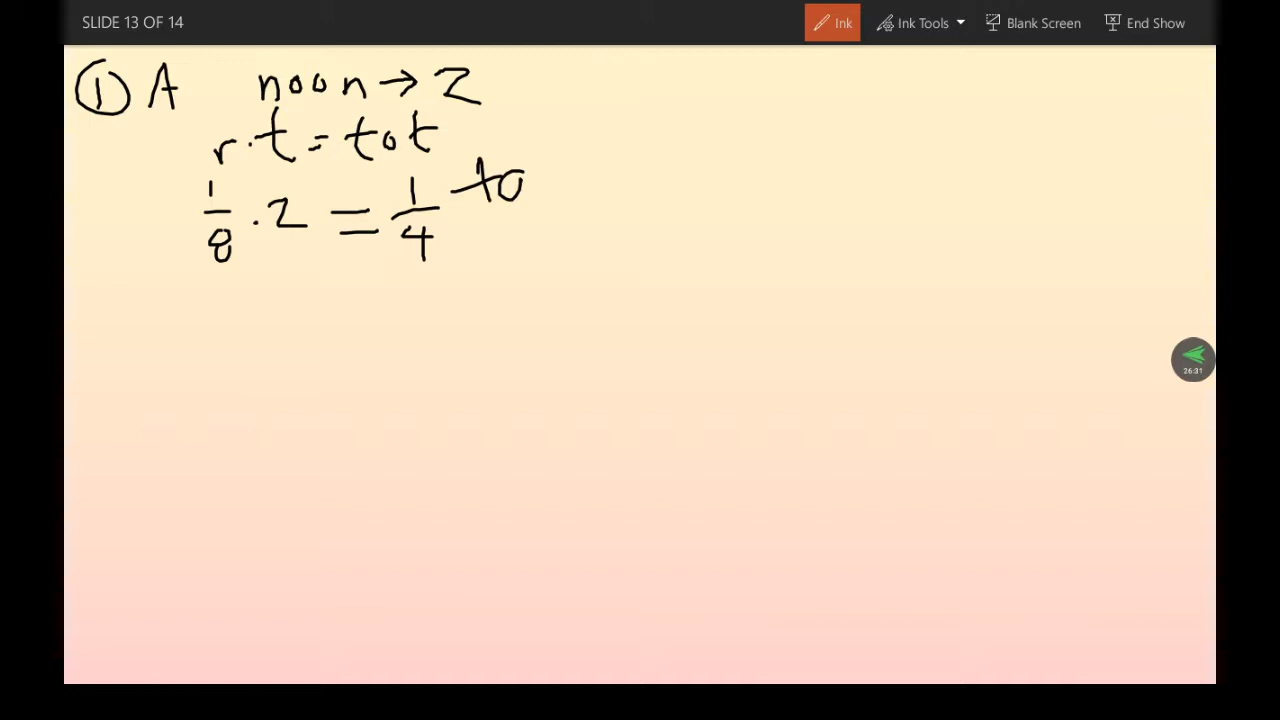 SLIDE 13 OF 14 Ink Ink Tools Blank Screen End Show
① A noon → 2
r · t = tot
1/8 · 2 = 1/4 to
26:31